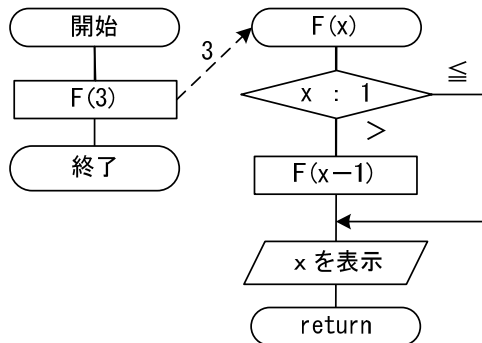 開始
F(3)
終了
3
F(x)
x : 1
≦
>
F(x−1)
xを表示
return